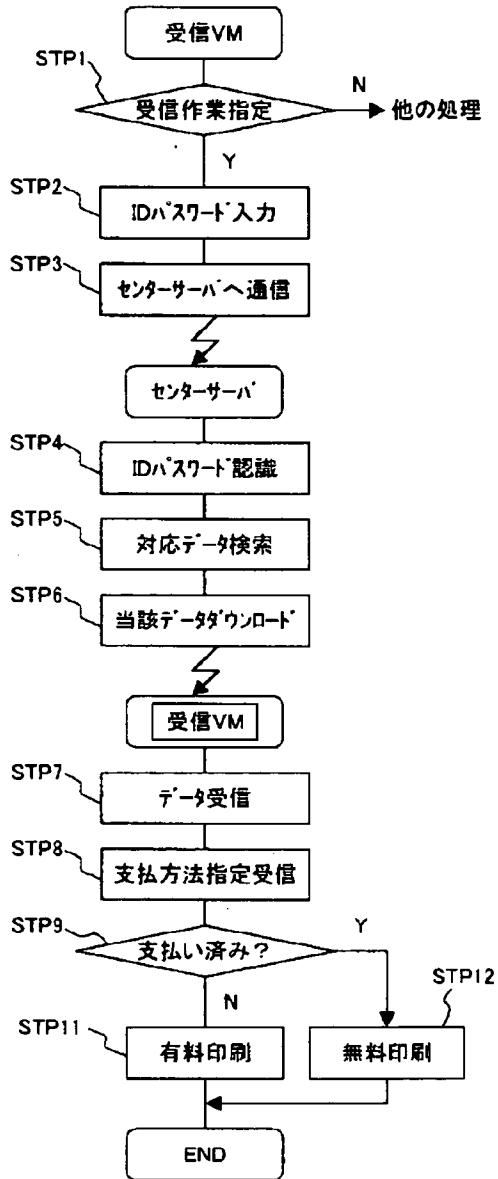 受信VM
STP1
受信作業指定
N
他の処理
Y
STP2
IDパスワード入力
STP3
センターサーバへ通信
センターサーバ
STP4
IDパスワード認識
STP5
対応データ検索
STP6
当該データダウンロード
受信VM
STP7
データ受信
STP8
支払方法指定受信
STP9
支払い済み?
Y
N
STP12
STP11
有料印刷
無料印刷
END